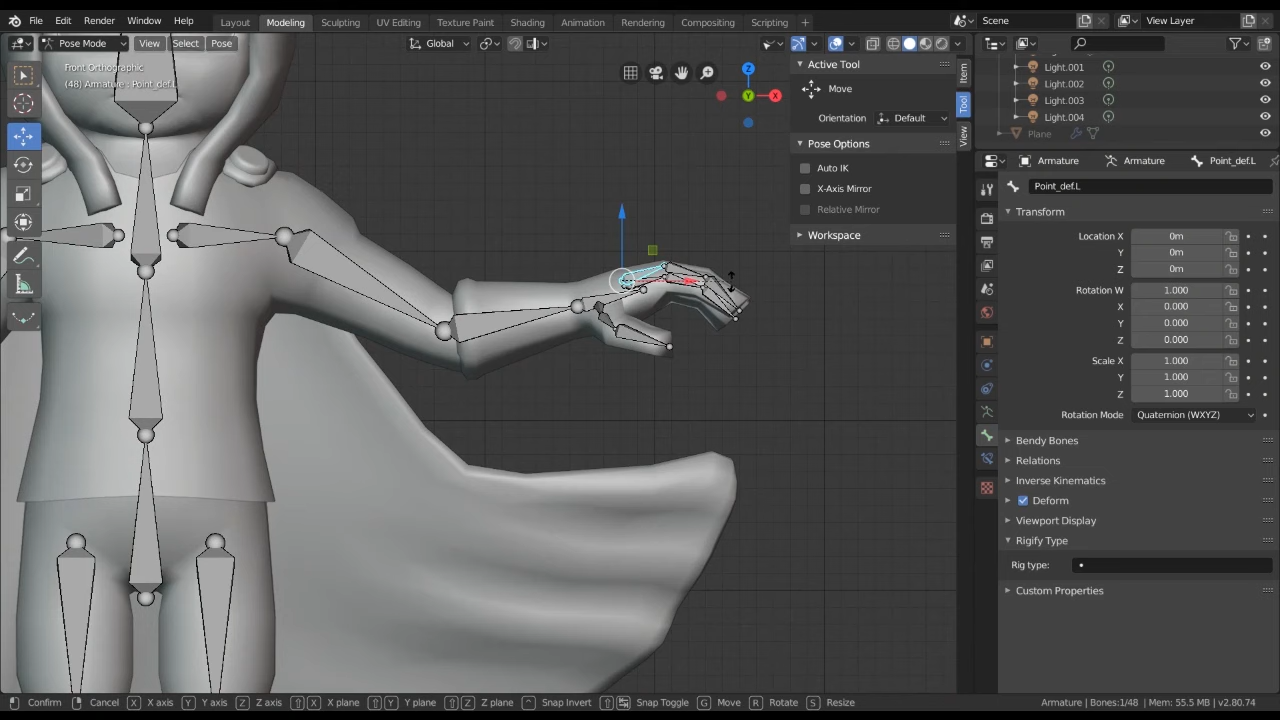 File Edit Render Window Help Layout Modeling Sculpting UV Editing Texture Paint Shading Animation Rendering Compositing Scripting + Scene View Layer
Pose Mode View Select Pose Global
Front Orthographic
(48) Armature : Point_def.L
Z
Y
X
Active Tool
Move
Orientation Default
Pose Options
Auto IK
X-Axis Mirror
Relative Mirror
Workspace
Item
Tool
View
Light.001
Light.002
Light.003
Light.004
Plane
Armature Armature Point_def.L
Point_def.L
Transform
Location X 0m
Y 0m
Z 0m
Rotation W 1.000
X 0.000
Y 0.000
Z 0.000
Scale X 1.000
Y 1.000
Z 1.000
Rotation Mode Quaternion (WXYZ)
Bendy Bones
Relations
Inverse Kinematics
Deform
Viewport Display
Rigify Type
Rig type:
Custom Properties
Confirm Cancel X X axis Y Y axis Z Z axis X X plane Y Y plane Z Z plane Snap Invert Snap Toggle G Move R Rotate S Resize Armature | Bones:1/48 | Mem: 55.5 MB | v2.80.74